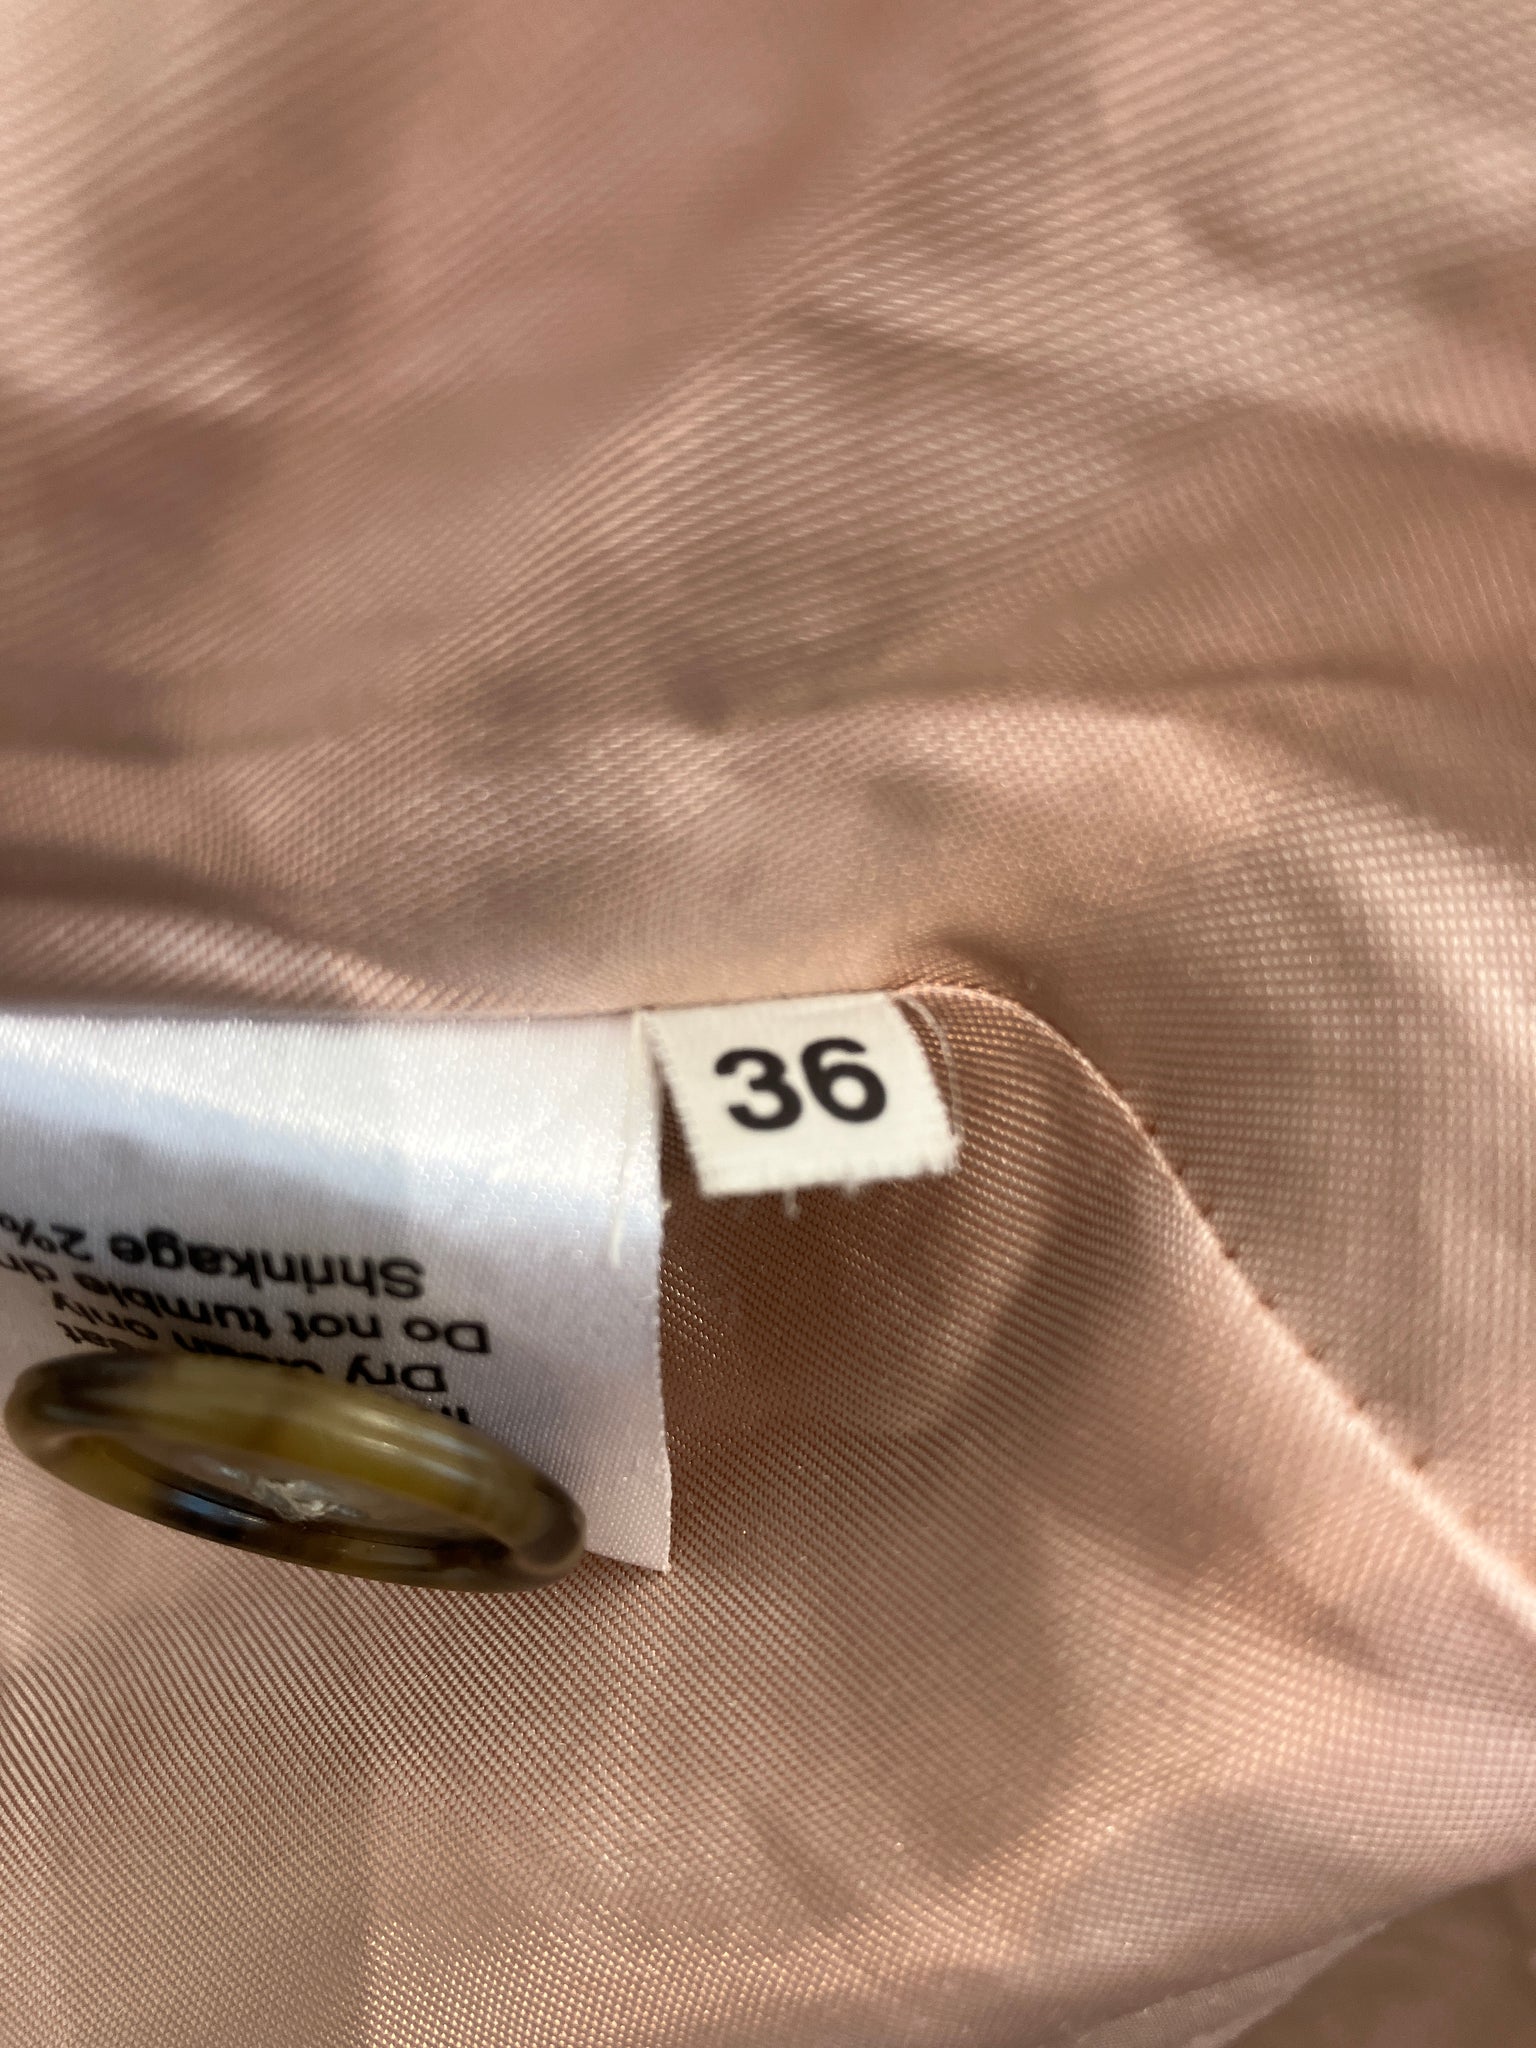 36
Dry clean only
Do not tumble
Shrinkage 2%